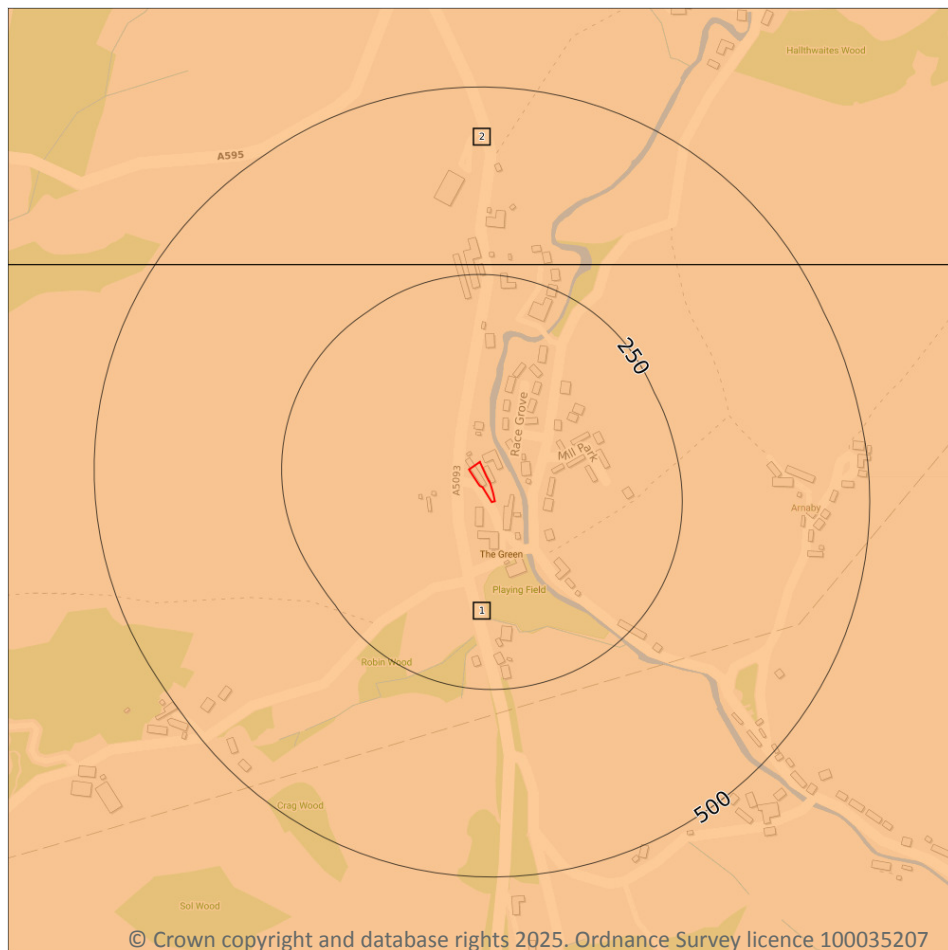 Hallthwaites Wood
2
A595
250
Race Grove
Mill Park
A5093
Arnaby
The Green
Playing Field
1
Robin Wood
500
Crag Wood
Sol Wood
© Crown copyright and database rights 2025. Ordnance Survey licence 100035207